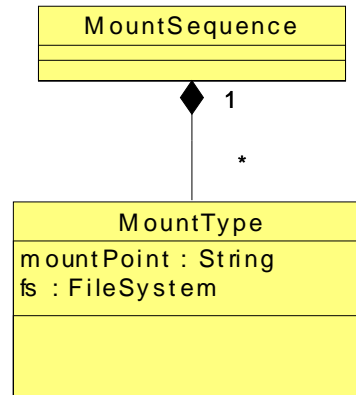 MountSequence
1
*
MountType
mountPoint : String
fs : FileSystem